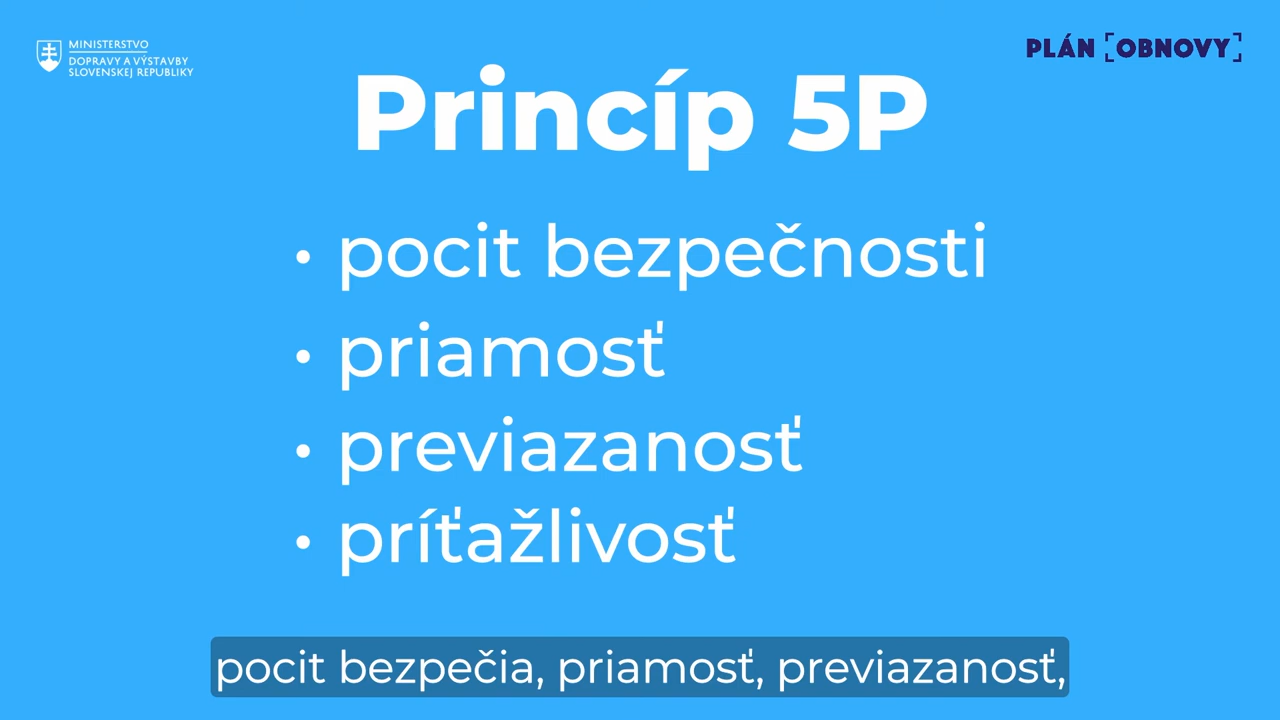 MINISTERSTVO
DOPRAVY A VÝSTAVBY
SLOVENSKEJ REPUBLIKY
PLÁN [OBNOVY]
Princíp 5P
• pocit bezpečnosti
• priamosť
• previazanosť
• príťažlivosť
pocit bezpečia, priamosť, previazanosť,